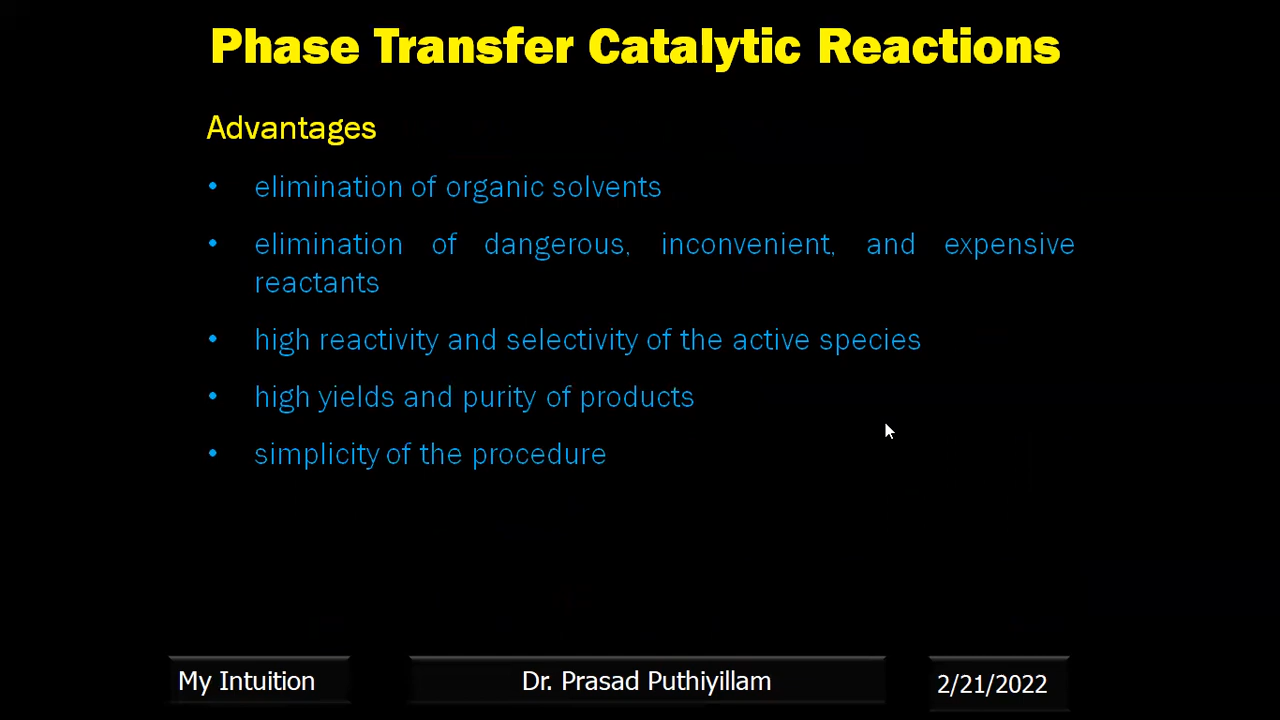 Phase Transfer Catalytic Reactions
Advantages
• elimination of organic solvents
• elimination of dangerous, inconvenient, and expensive
reactants
• high reactivity and selectivity of the active species
• high yields and purity of products
• simplicity of the procedure
My Intuition
Dr. Prasad Puthiyillam
2/21/2022